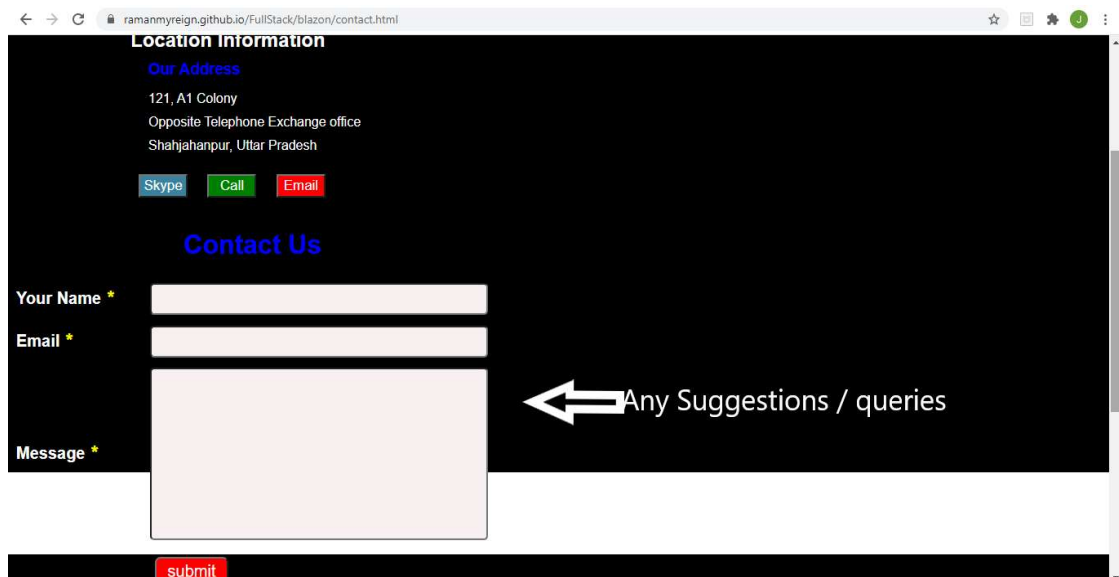 ramanmyreign.github.io/FullStack/blazon/contact.html
J
Location Information
Our Address
121, A1 Colony
Opposite Telephone Exchange office
Shahjahanpur, Uttar Pradesh
Skype Call Email
Contact Us
Your Name *
Email *
Any Suggestions / queries
Message *
submit